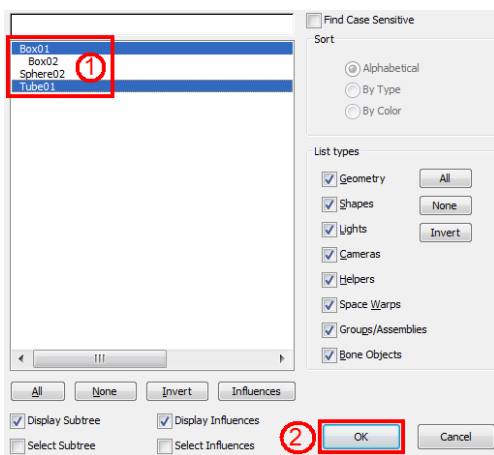 Find Case Sensitive
Sort
Box01
Box02
Sphere02
Tube01
1
Alphabetical
By Type
By Color
List types
Geometry
All
Shapes
None
Lights
Invert
Cameras
Helpers
Space Warps
Groups/Assemblies
Bone Objects
All
None
Invert
Influences
Display Subtree
Display Influences
Select Subtree
Select Influences
2
OK
Cancel